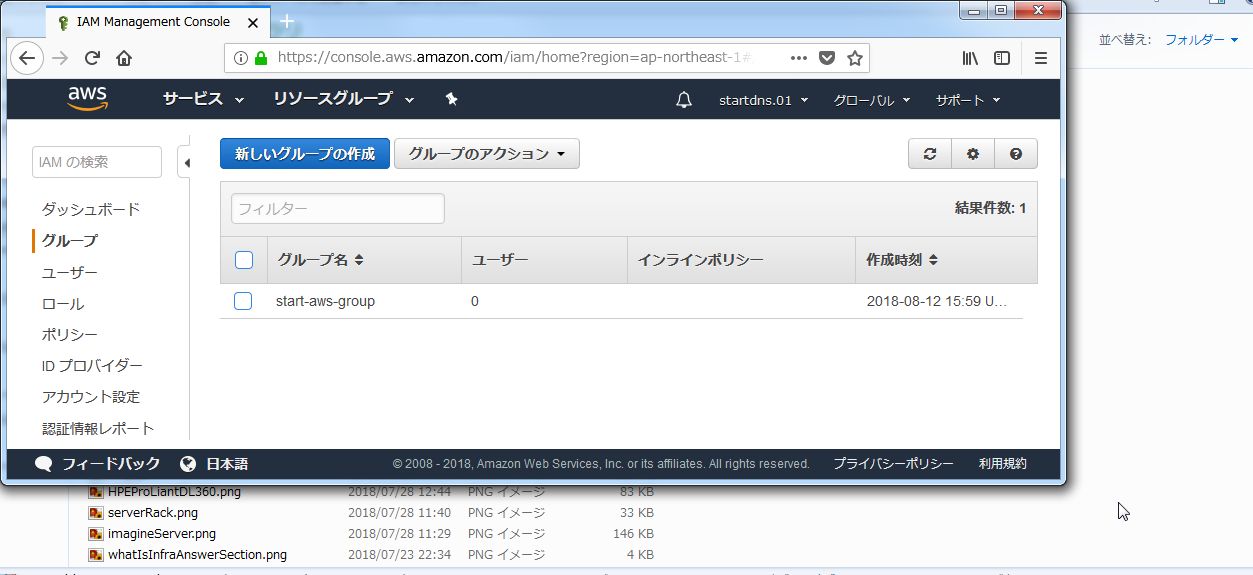 IAM Management Console
並べ替え: フォルダー
https://console.aws.amazon.com/iam/home?region=ap-northeast-1#
aws サービス リソースグループ startdns.01 グローバル サポート
IAM の検索
新しいグループの作成 グループのアクション
フィルター 結果件数: 1
グループ名 ユーザー インラインポリシー 作成時刻
start-aws-group 0 2018-08-12 15:59 U…
ダッシュボード
グループ
ユーザー
ロール
ポリシー
ID プロバイダー
アカウント設定
認証情報レポート
フィードバック 日本語 © 2008 - 2018, Amazon Web Services, Inc. or its affiliates. All rights reserved. プライバシーポリシー 利用規約
HPEProLiantDL360.png 2018/07/28 12:44 PNG イメージ 83 KB
serverRack.png 2018/07/28 11:40 PNG イメージ 33 KB
imagineServer.png 2018/07/28 11:29 PNG イメージ 146 KB
whatIsInfraAnswerSection.png 2018/07/23 22:34 PNG イメージ 4 KB